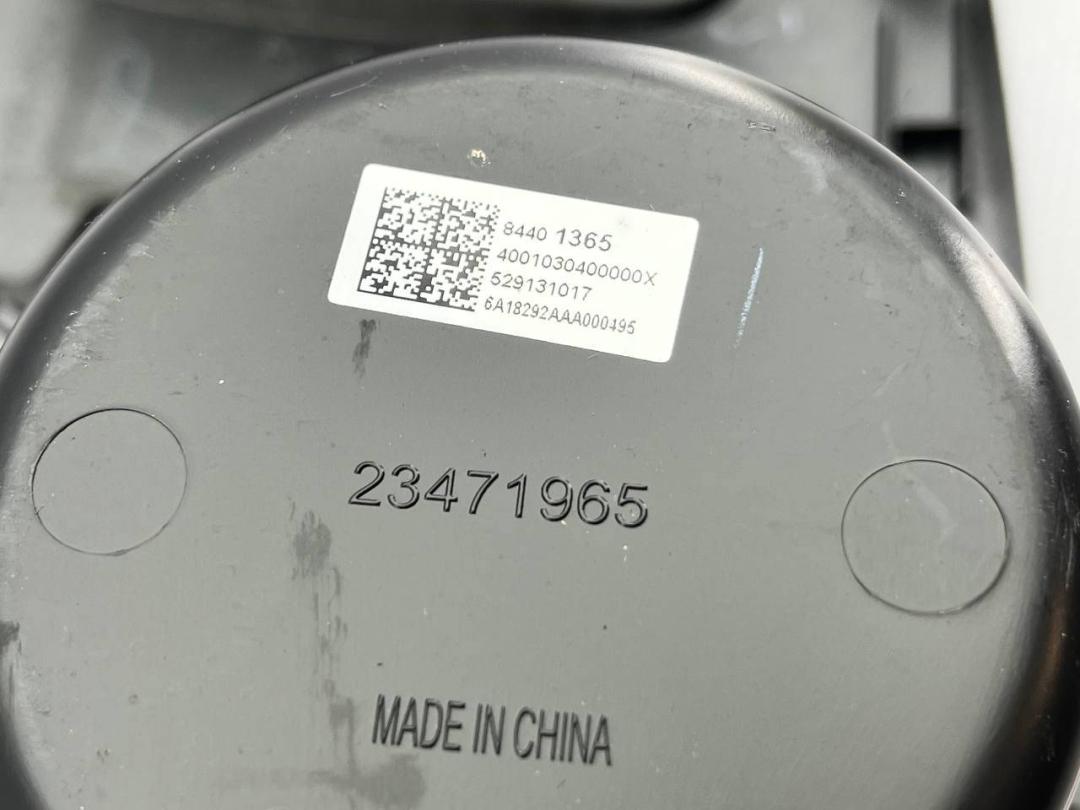 8440 1365
4001030400000X
529131017
6A18292AAA000495
23471965
MADE IN CHINA